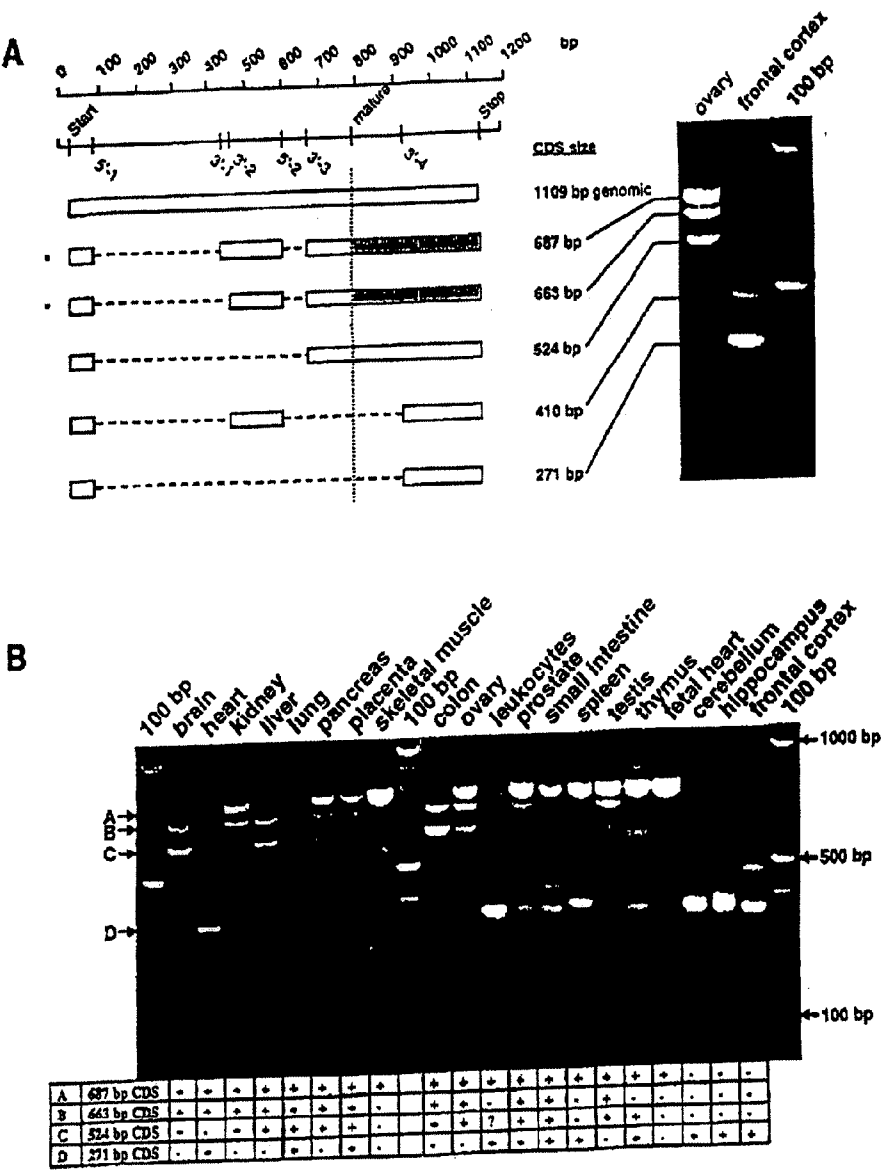 A
0 100 200 300 400 500 600 700 800 900 1000 1100 1200 bp
Start mature Stop
5'-1 3'-1 3'-2 5'-2 3'-3 3'-4
CDS size
1109 bp genomic
687 bp
663 bp
524 bp
410 bp
271 bp
ovary frontal cortex 100 bp
B
100 bp brain heart kidney liver lung pancreas placenta skeletal muscle 100 bp colon ovary leukocytes prostate small intestine spleen testis thymus fetal heart cerebellum hippocampus frontal cortex 100 bp
1000 bp
A
B
C
500 bp
D
100 bp
A 687 bp CDS
B 663 bp CDS
C 524 bp CDS ?
D 271 bp CDS